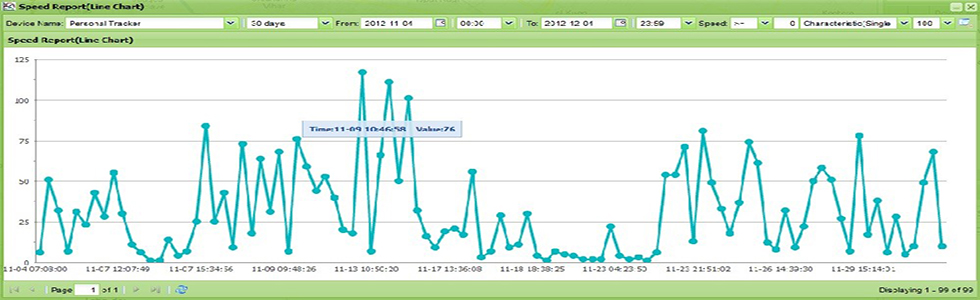 Speed Report(Line Chart)
Device Name: Personal Tracker 30 days From: 2012-11-04 00:00 To: 2012-12-04 23:59 Speed: >= 0 Characteristic(Single 100
Speed Report(Line Chart)
125
100
Time:11-09 10:46:58 Value:76
75
50
25
0
11-04 07:03:00 11-07 12:07:49 11-07 15:34:56 11-09 09:48:26 11-13 10:50:20 11-17 13:36:08 11-18 18:38:25 11-23 04:23:53 11-23 21:51:02 11-26 14:39:30 11-29 15:14:31
Page 1 of 1 Displaying 1 - 99 of 99